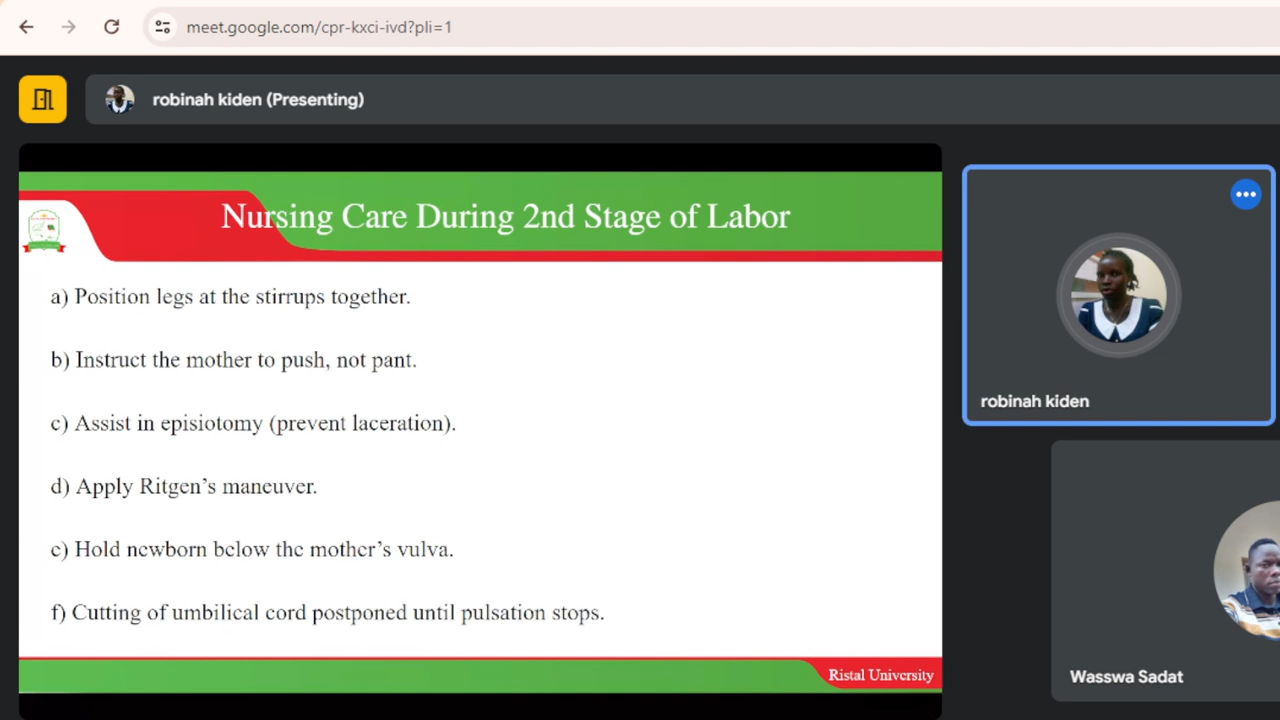 meet.google.com/cpr-kxci-ivd?pli=1
robinah kiden (Presenting)
Nursing Care During 2nd Stage of Labor
a) Position legs at the stirrups together.
b) Instruct the mother to push, not pant.
c) Assist in episiotomy (prevent laceration).
d) Apply Ritgen’s maneuver.
e) Hold newborn below the mother’s vulva.
f) Cutting of umbilical cord postponed until pulsation stops.
Ristal University
robinah kiden
Wasswa Sadat